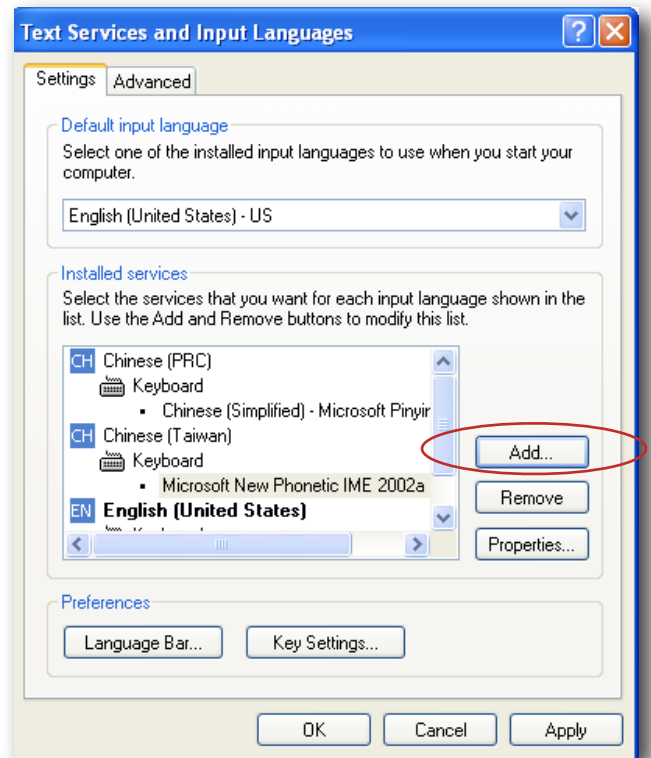 Text Services and Input Languages
Settings
Advanced
Default input language
Select one of the installed input languages to use when you start your
computer.
English (United States) - US
Installed services
Select the services that you want for each input language shown in the
list. Use the Add and Remove buttons to modify this list.
CH Chinese (PRC)
Keyboard
Chinese (Simplified) - Microsoft Pinyin
CH Chinese (Taiwan)
Keyboard
Microsoft New Phonetic IME 2002a
EN English (United States)
Add...
Remove
Properties...
Preferences
Language Bar...
Key Settings...
OK
Cancel
Apply